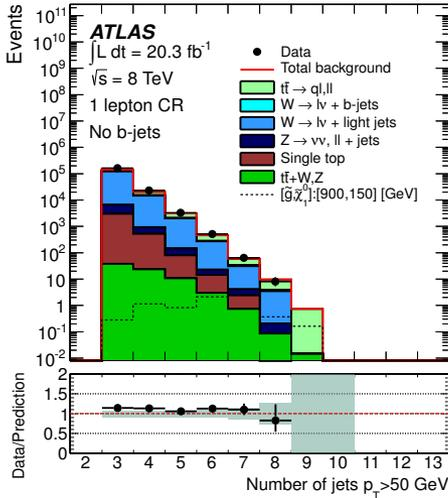 Events
10¹¹
10¹⁰
10⁹
10⁸
10⁷
10⁶
10⁵
10⁴
10³
10²
10
1
10⁻¹
10⁻²
ATLAS
∫L dt = 20.3 fb⁻¹
√s = 8 TeV
1 lepton CR
No b-jets
Data
Total background
tt̄ → ql,ll
W → lν + b-jets
W → lν + light jets
Z → νν, ll + jets
Single top
tt̄+W,Z
[g̃,χ̃₁⁰]:[900,150] [GeV]
Data/Prediction
2
1.5
1
0.5
0
2 3 4 5 6 7 8 9 10 11 12 13
Number of jets p_T>50 GeV